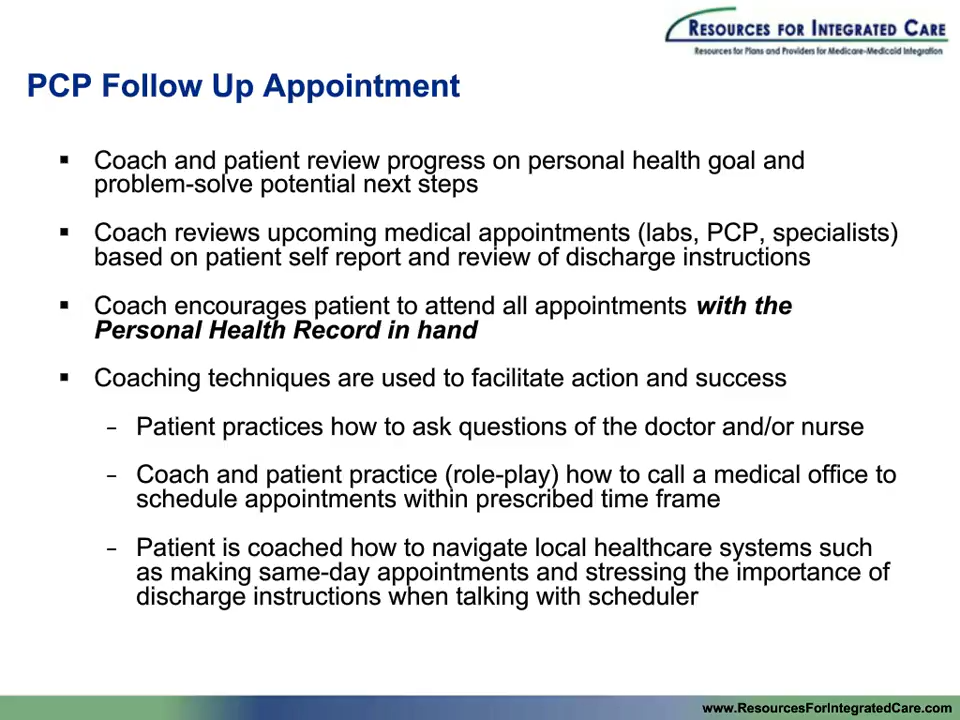 RESOURCES FOR INTEGRATED CARE
Resources for Plans and Providers for Medicare-Medicaid Integration
PCP Follow Up Appointment
▪ Coach and patient review progress on personal health goal and
problem-solve potential next steps
▪ Coach reviews upcoming medical appointments (labs, PCP, specialists)
based on patient self report and review of discharge instructions
▪ Coach encourages patient to attend all appointments with the
Personal Health Record in hand
▪ Coaching techniques are used to facilitate action and success
– Patient practices how to ask questions of the doctor and/or nurse
– Coach and patient practice (role-play) how to call a medical office to
schedule appointments within prescribed time frame
– Patient is coached how to navigate local healthcare systems such
as making same-day appointments and stressing the importance of
discharge instructions when talking with scheduler
www.ResourcesForIntegratedCare.com